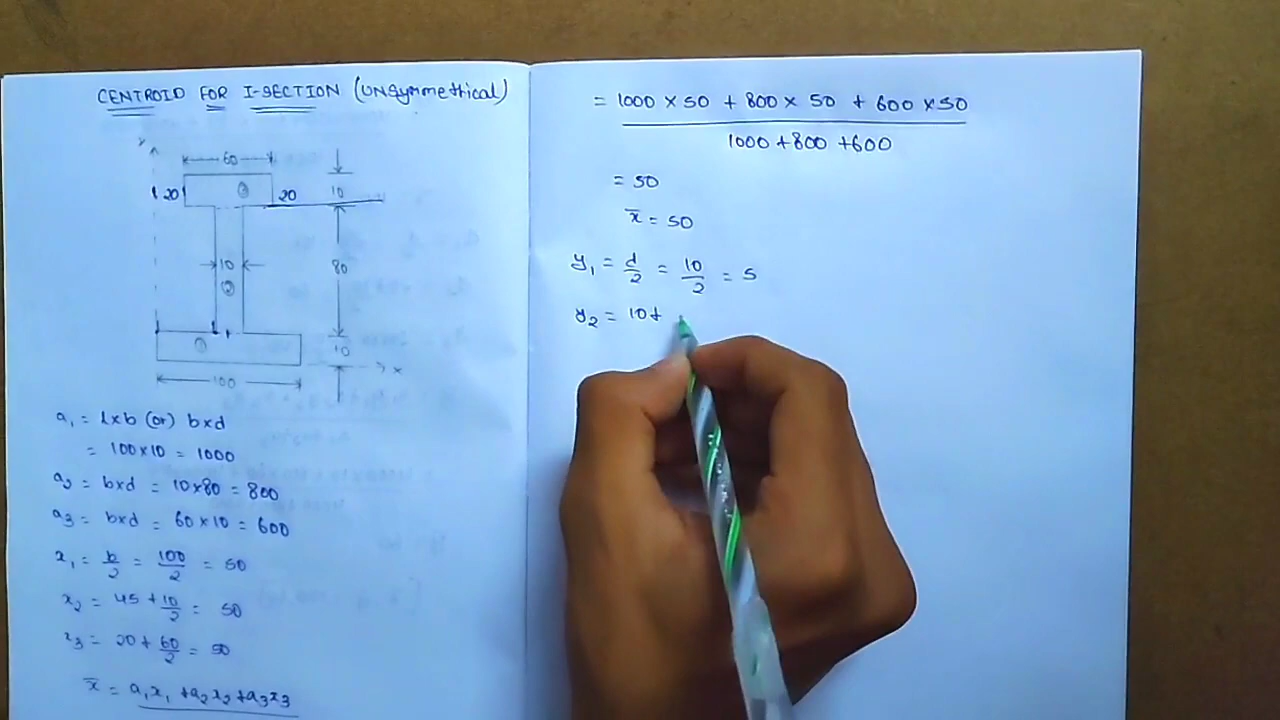 CENTROID FOR I-SECTION (UNSymmetrical)
y
60
20 ③ 20 10
10 80
②
① 10
x
100
a₁ = l×b (or) b×d
= 100×10 = 1000
a₂ = b×d = 10×80 = 800
a₃ = b×d = 60×10 = 600
x₁ = b/2 = 100/2 = 50
x₂ = 45 + 10/2 = 50
x₃ = 20 + 60/2 = 50
x̄ = a₁x₁ + a₂x₂ + a₃x₃
= 1000 × 50 + 800 × 50 + 600 × 50
1000 + 800 + 600
= 50
x̄ = 50
y₁ = d/2 = 10/2 = 5
y₂ = 10+